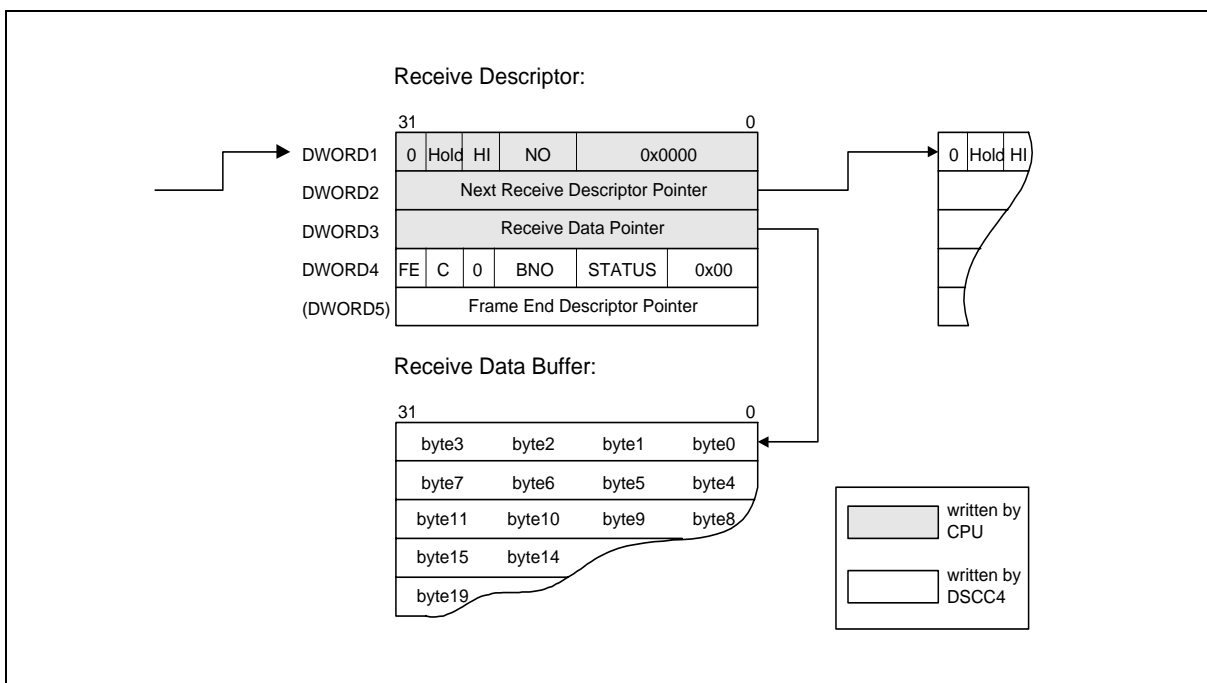 Receive Descriptor:
31 0
DWORD1 0 Hold HI NO 0x0000 0 Hold HI
DWORD2 Next Receive Descriptor Pointer
DWORD3 Receive Data Pointer
DWORD4 FE C 0 BNO STATUS 0x00
(DWORD5) Frame End Descriptor Pointer
Receive Data Buffer:
31 0
byte3 byte2 byte1 byte0
byte7 byte6 byte5 byte4
byte11 byte10 byte9 byte8
byte15 byte14
byte19
written by
CPU
written by
DSCC4